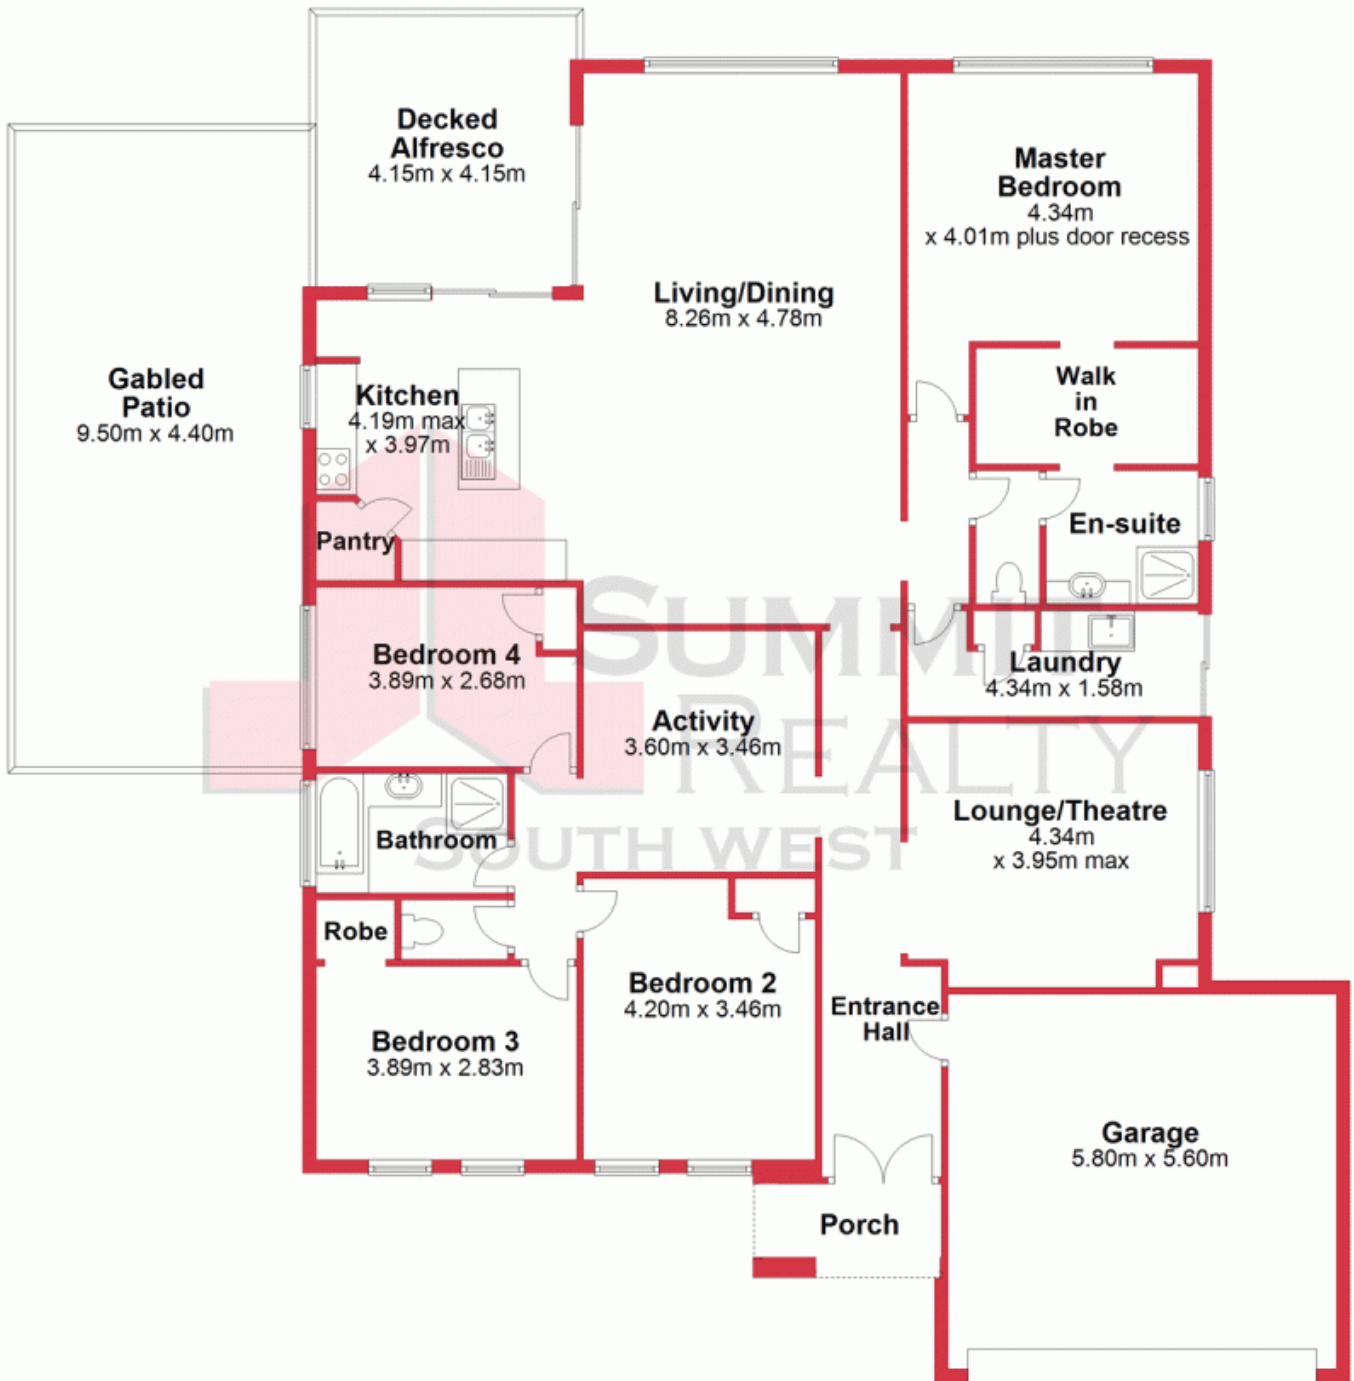 Decked
Alfresco
4.15m x 4.15m
Master
Bedroom
4.34m
x 4.01m plus door recess
Living/Dining
8.26m x 4.78m
Gabled
Patio
9.50m x 4.40m
Kitchen
4.19m max
x 3.97m
Walk
in
Robe
Pantry
En-suite
SUMMIT
REALTY
SOUTH WEST
Bedroom 4
3.89m x 2.68m
Laundry
4.34m x 1.58m
Activity
3.60m x 3.46m
Lounge/Theatre
4.34m
x 3.95m max
Bathroom
Robe
Bedroom 2
4.20m x 3.46m
Entrance
Hall
Bedroom 3
3.89m x 2.83m
Garage
5.80m x 5.60m
Porch